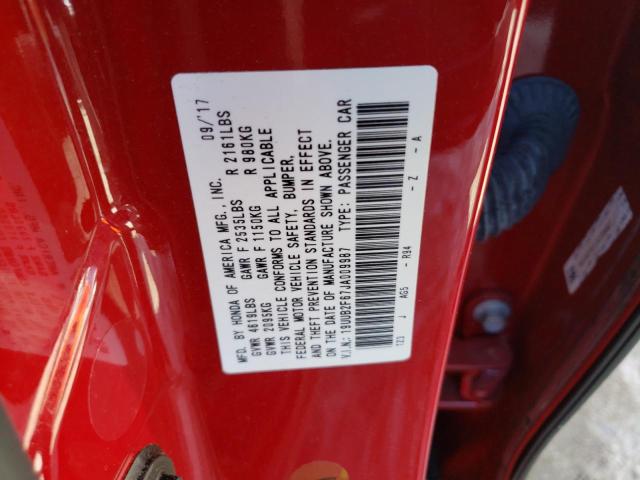 MFD. BY HONDA OF AMERICA MFG., INC. 09/'17
GVWR 4619LBS GAWR F 2535LBS R 2161LBS
GVWR 2095KG GAWR F 1150KG R 980KG
THIS VEHICLE CONFORMS TO ALL APPLICABLE
FEDERAL MOTOR VEHICLE SAFETY, BUMPER,
AND THEFT PREVENTION STANDARDS IN EFFECT
ON THE DATE OF MANUFACTURE SHOWN ABOVE.
V.I.N.: 19UUB2F67JA009987 TYPE: PASSENGER CAR
123 J AG5 - R94 - Z - A